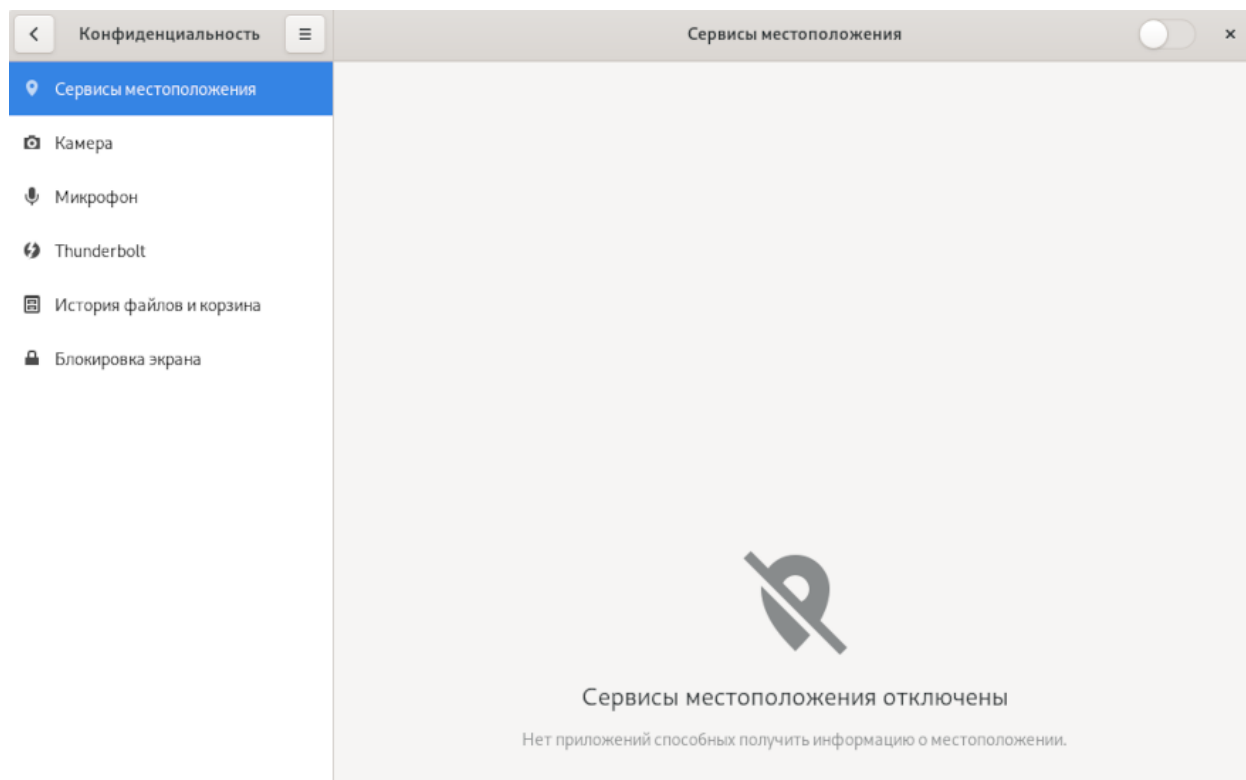 Конфиденциальность
Сервисы местоположения
Сервисы местоположения
Камера
Микрофон
Thunderbolt
История файлов и корзина
Блокировка экрана
Сервисы местоположения отключены
Нет приложений способных получить информацию о местоположении.